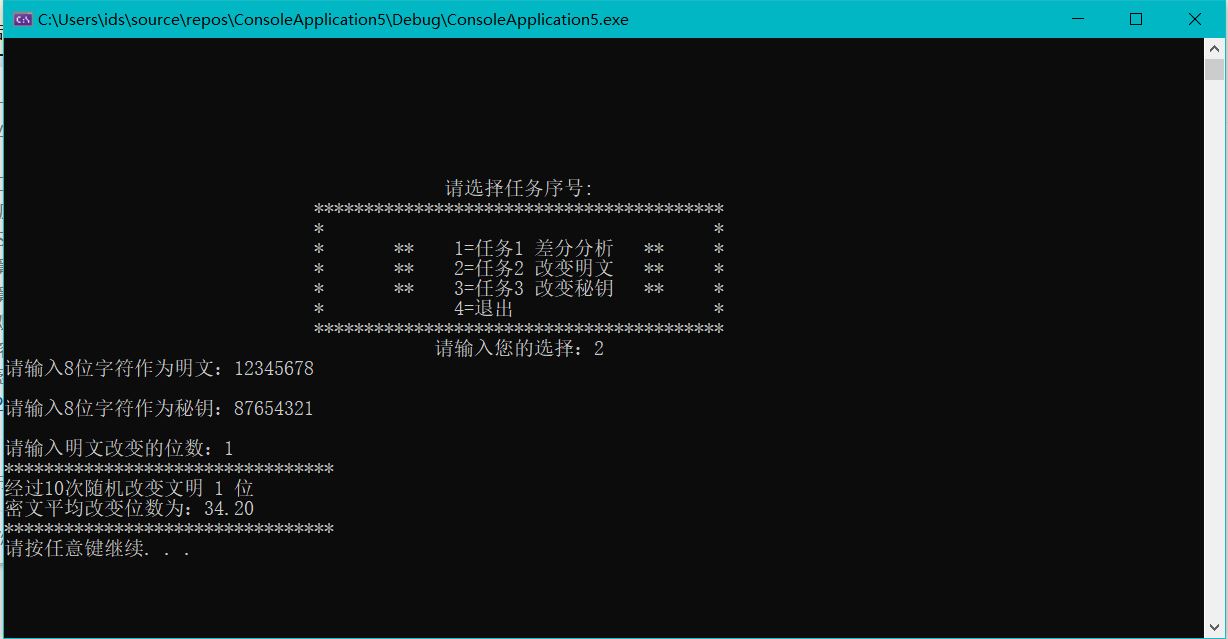 C:\Users\ids\source\repos\ConsoleApplication5\Debug\ConsoleApplication5.exe
请选择任务序号:
*****************************************
*                                       *
*       **    1=任务1 差分分析   **     *
*       **    2=任务2 改变明文   **     *
*       **    3=任务3 改变秘钥   **     *
*             4=退出                    *
*****************************************
请输入您的选择：2
请输入8位字符作为明文：12345678
请输入8位字符作为秘钥：87654321
请输入明文改变的位数：1
*********************************
经过10次随机改变文明 1 位
密文平均改变位数为：34.20
*********************************
请按任意键继续. . .